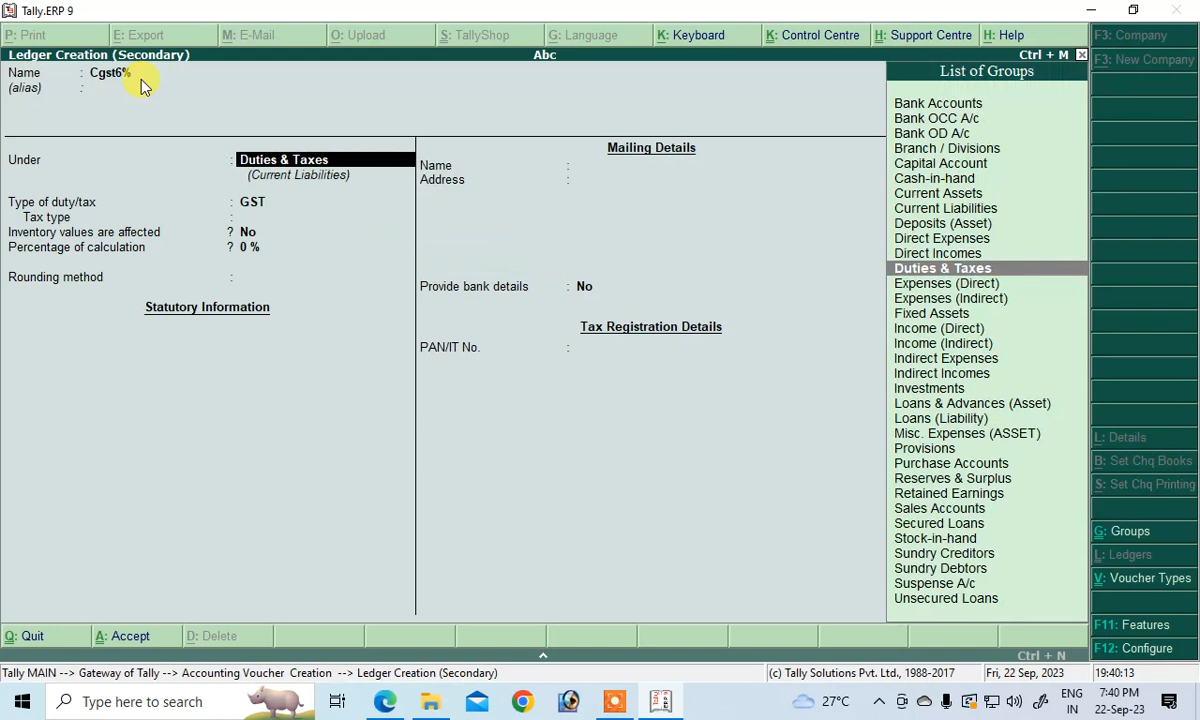 Tally.ERP 9
P: Print E: Export M: E-Mail O: Upload S: TallyShop G: Language K: Keyboard K: Control Centre H: Support Centre H: Help F3: Company
Ledger Creation (Secondary) Abc Ctrl + M
F3: New Company
Name : Cgst6%
(alias) :
List of Groups
Bank Accounts
Bank OCC A/c
Bank OD A/c
Branch / Divisions
Capital Account
Cash-in-hand
Current Assets
Current Liabilities
Deposits (Asset)
Direct Expenses
Direct Incomes
Duties & Taxes
Expenses (Direct)
Expenses (Indirect)
Fixed Assets
Income (Direct)
Income (Indirect)
Indirect Expenses
Indirect Incomes
Investments
Loans & Advances (Asset)
Loans (Liability)
Misc. Expenses (ASSET)
Provisions
Purchase Accounts
Reserves & Surplus
Retained Earnings
Sales Accounts
Secured Loans
Stock-in-hand
Sundry Creditors
Sundry Debtors
Suspense A/c
Unsecured Loans
Under : Duties & Taxes
(Current Liabilities)
Type of duty/tax : GST
Tax type :
Inventory values are affected ? No
Percentage of calculation ? 0 %
Rounding method :
Statutory Information
Mailing Details
Name :
Address :
Provide bank details : No
Tax Registration Details
PAN/IT No. :
L: Details
B: Set Chq Books
S: Set Chq Printing
G: Groups
L: Ledgers
V: Voucher Types
F11: Features
F12: Configure
Q: Quit A: Accept D: Delete
Ctrl + N
Tally MAIN --> Gateway of Tally --> Accounting Voucher Creation --> Ledger Creation (Secondary) (c) Tally Solutions Pvt. Ltd., 1988-2017 Fri, 22 Sep, 2023 19:40:13
Type here to search 27°C ENG IN 7:40 PM 22-Sep-23